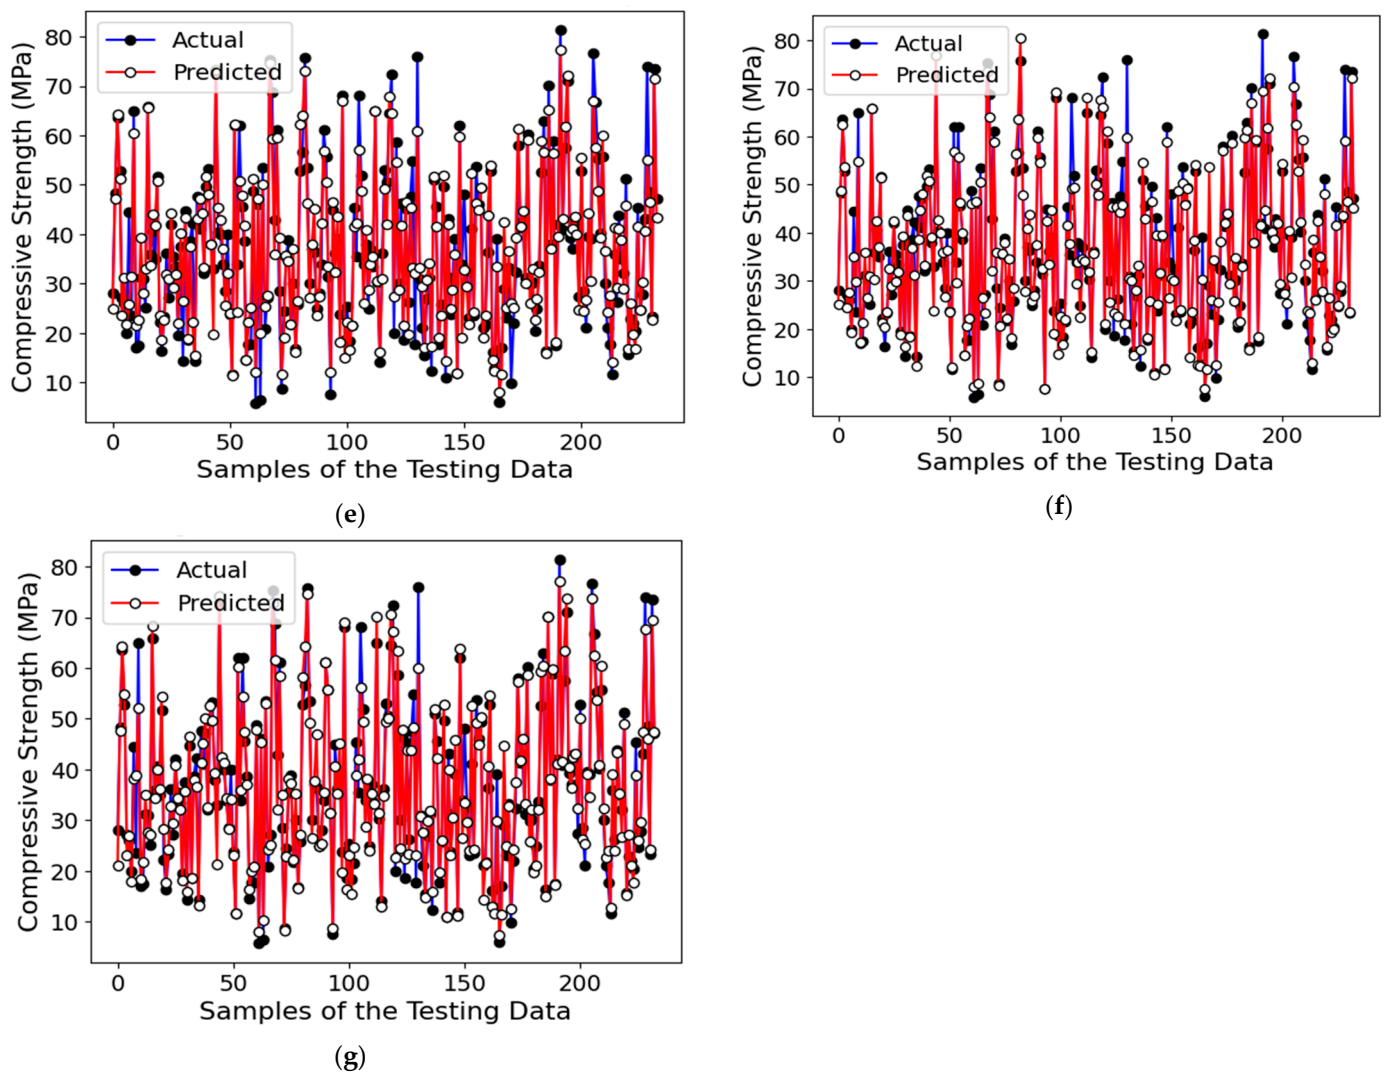 Compressive Strength (MPa)
80
70
60
50
40
30
20
10
Actual
Predicted
0
50
100
150
200
Samples of the Testing Data
(e)
Compressive Strength (MPa)
80
70
60
50
40
30
20
10
Actual
Predicted
0
50
100
150
200
Samples of the Testing Data
(f)
Compressive Strength (MPa)
80
70
60
50
40
30
20
10
Actual
Predicted
0
50
100
150
200
Samples of the Testing Data
(g)